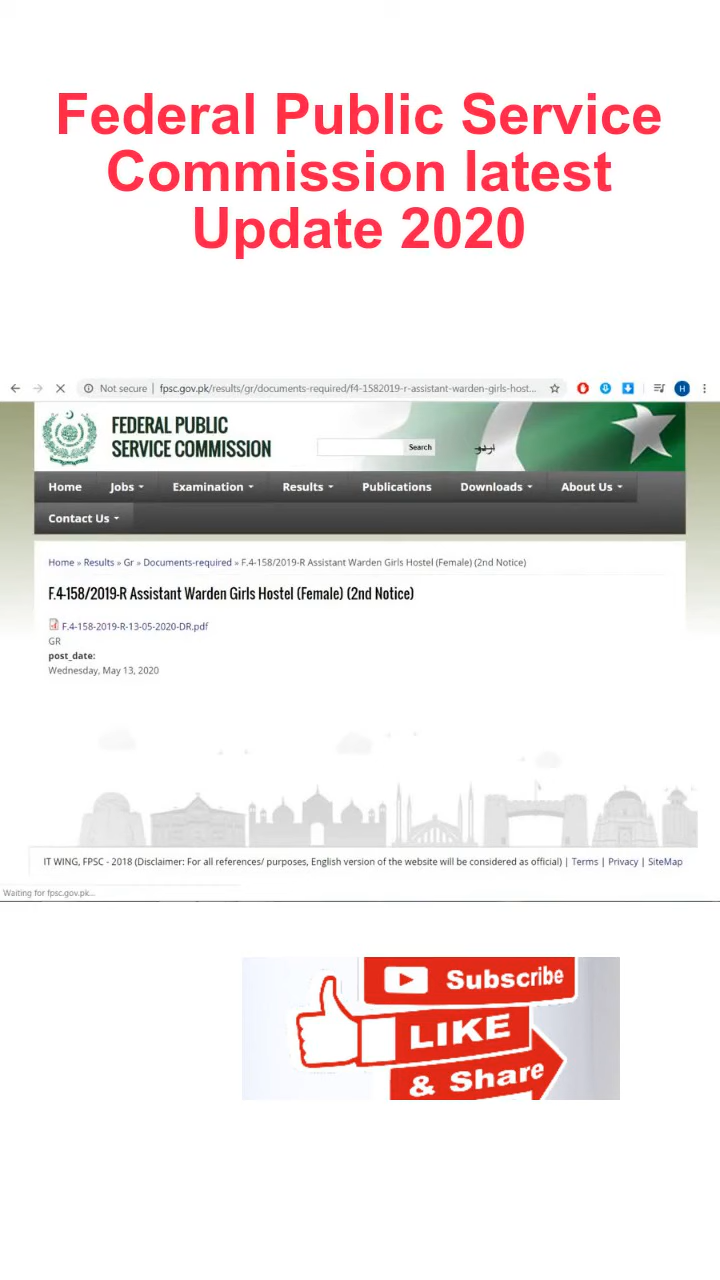 Federal Public Service
Commission latest
Update 2020
Not secure | fpsc.gov.pk/results/gr/documents-required/f4-1582019-r-assistant-warden-girls-host...
H
FEDERAL PUBLIC
SERVICE COMMISSION
Search
اردو
Home Jobs Examination Results Publications Downloads About Us
Contact Us
Home » Results » Gr » Documents-required » F.4-158/2019-R Assistant Warden Girls Hostel (Female) (2nd Notice)
F.4-158/2019-R Assistant Warden Girls Hostel (Female) (2nd Notice)
F.4-158-2019-R-13-05-2020-DR.pdf
GR
post_date:
Wednesday, May 13, 2020
IT WING, FPSC - 2018 (Disclaimer: For all references/ purposes, English version of the website will be considered as official) | Terms | Privacy | SiteMap
Waiting for fpsc.gov.pk...
Subscribe
LIKE
& Share